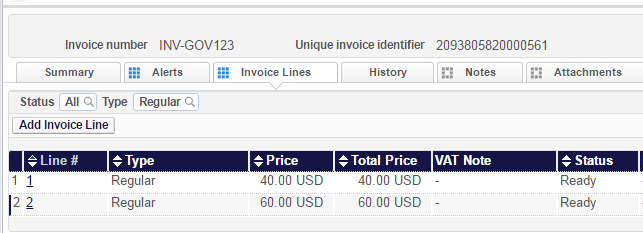 Invoice number INV-GOV123 Unique invoice identifier 2093805820000561
Summary Alerts Invoice Lines History Notes Attachments
Status All Type Regular
Add Invoice Line
Line # Type Price Total Price VAT Note Status
1 1 Regular 40.00 USD 40.00 USD - Ready
2 2 Regular 60.00 USD 60.00 USD - Ready